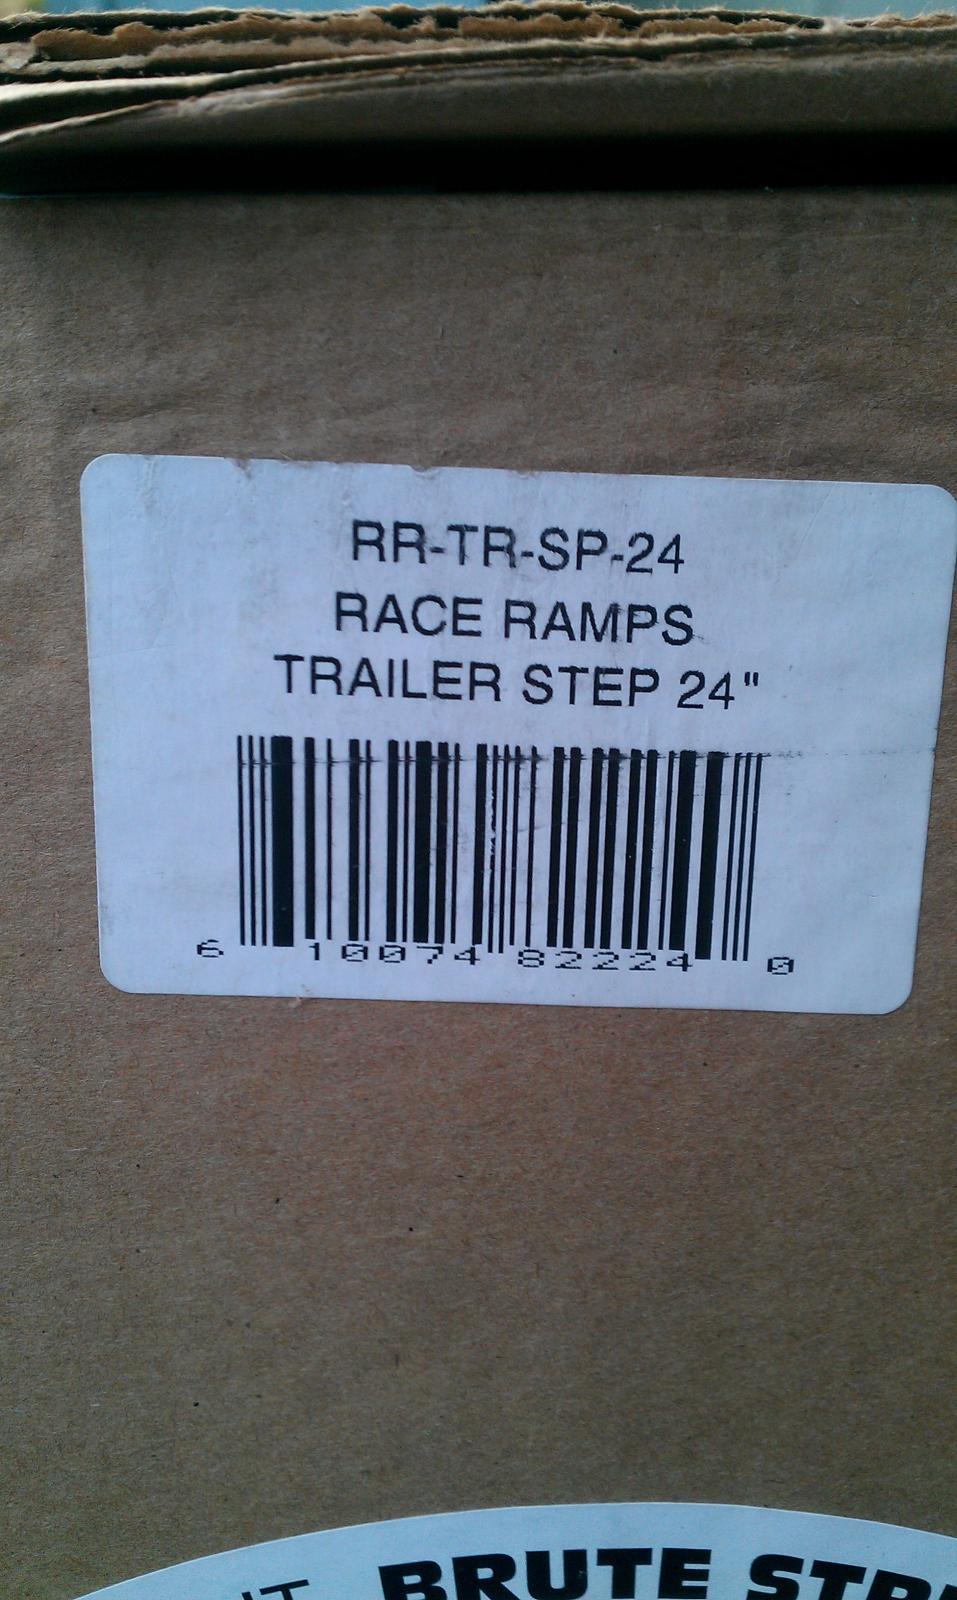 RR-TR-SP-24
RACE RAMPS
TRAILER STEP 24"
6 10074 82224 0
BRUTE